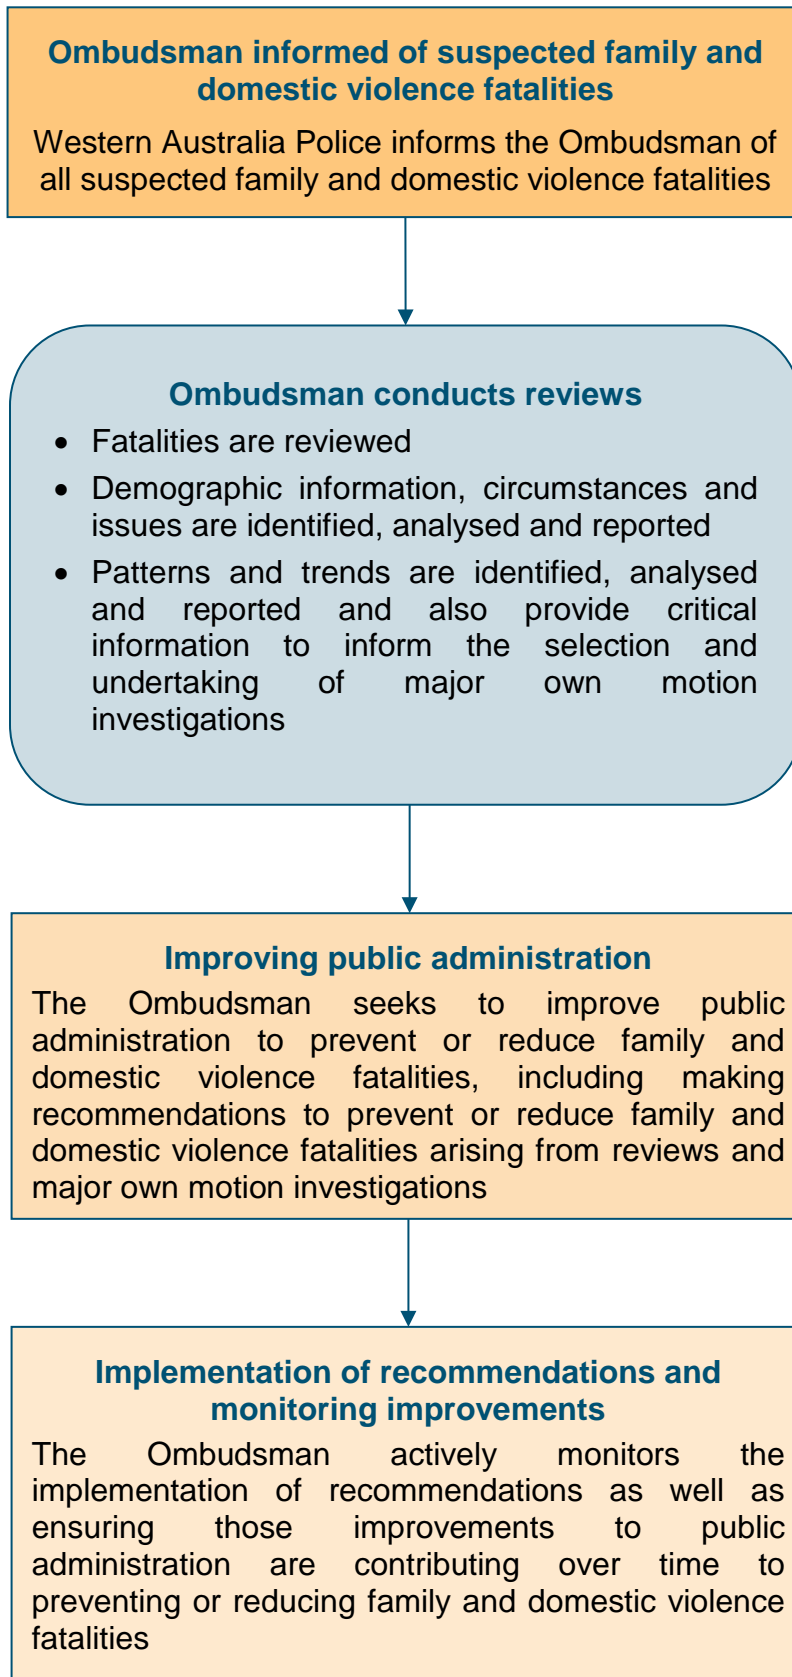 Ombudsman informed of suspected family and
domestic violence fatalities
Western Australia Police informs the Ombudsman of
all suspected family and domestic violence fatalities
Ombudsman conducts reviews
• Fatalities are reviewed
• Demographic information, circumstances and
issues are identified, analysed and reported
• Patterns and trends are identified, analysed
and reported and also provide critical
information to inform the selection and
undertaking of major own motion
investigations
Improving public administration
The Ombudsman seeks to improve public
administration to prevent or reduce family and
domestic violence fatalities, including making
recommendations to prevent or reduce family and
domestic violence fatalities arising from reviews and
major own motion investigations
Implementation of recommendations and
monitoring improvements
The Ombudsman actively monitors the
implementation of recommendations as well as
ensuring those improvements to public
administration are contributing over time to
preventing or reducing family and domestic violence
fatalities